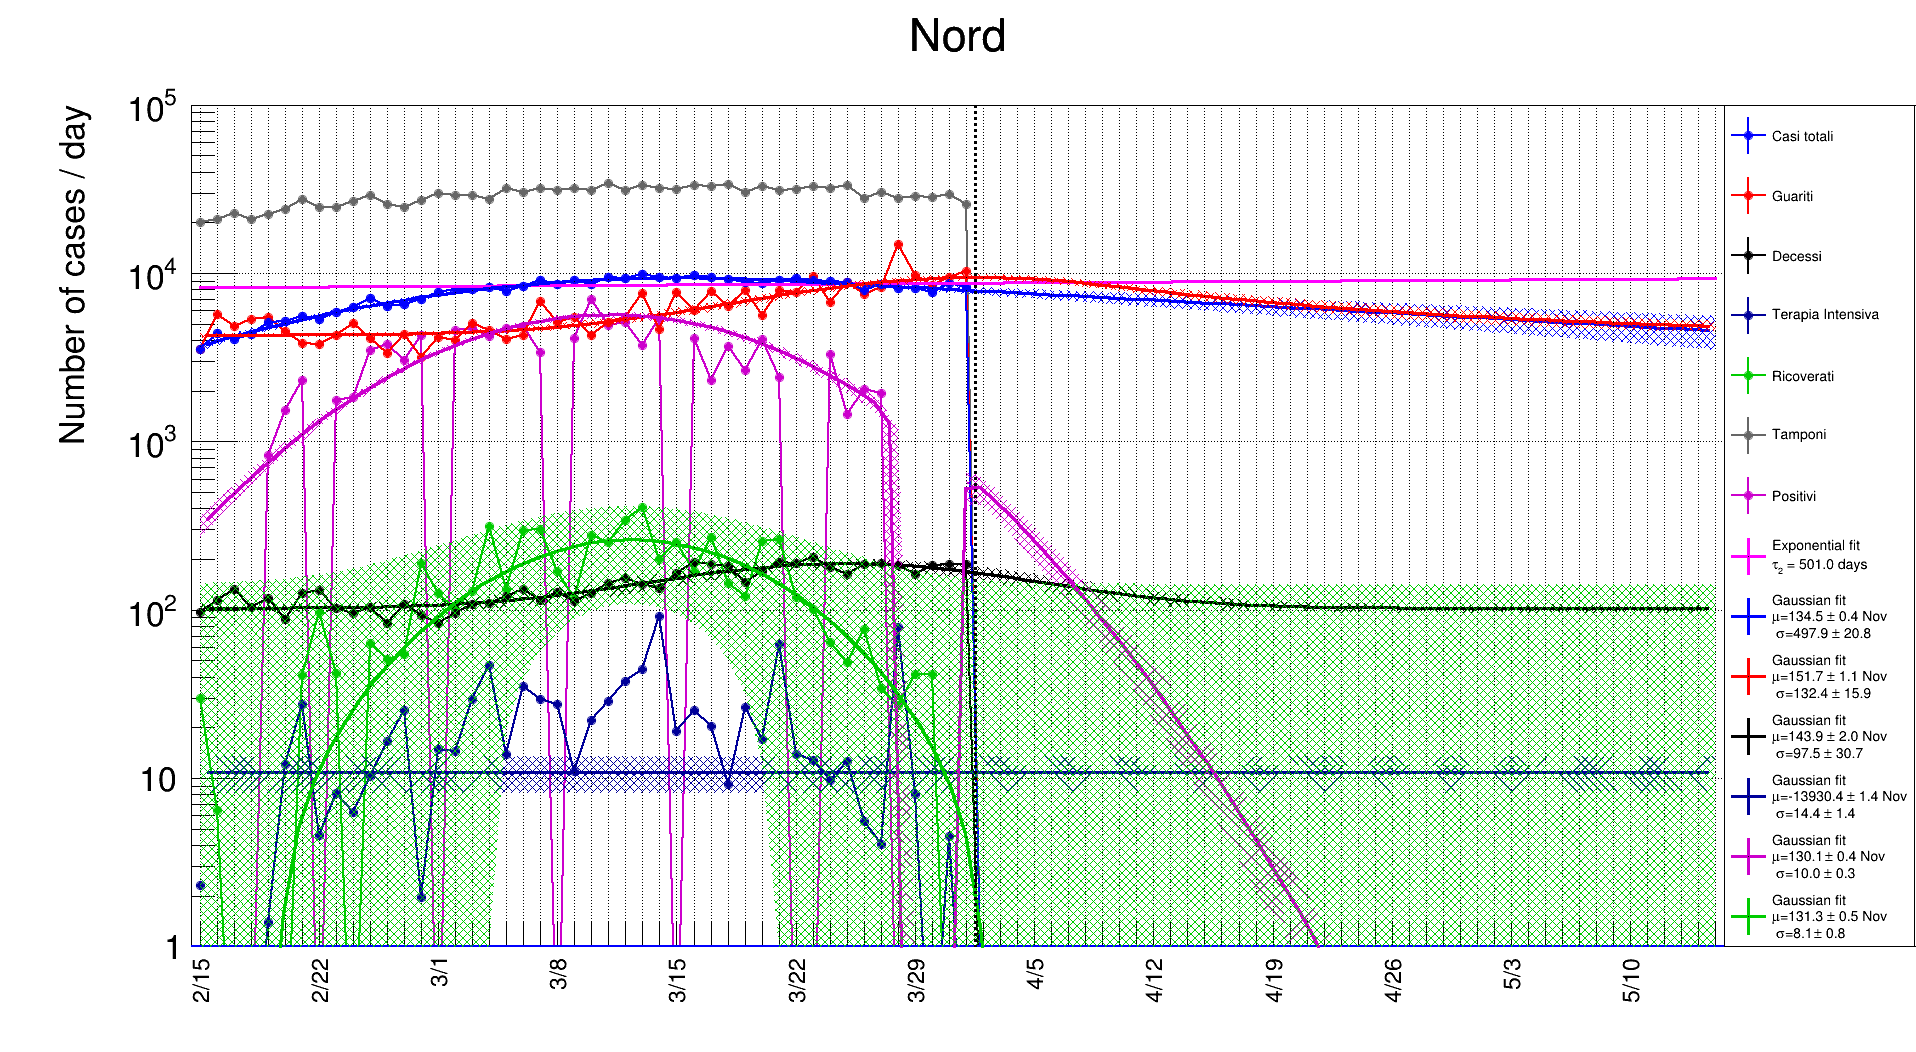 Nord
Number of cases / day
10^5
10^4
10^3
10^2
10
1
2/15
2/22
3/1
3/8
3/15
3/22
3/29
4/5
4/12
4/19
4/26
5/3
5/10
Casi totali
Guariti
Decessi
Terapia Intensiva
Ricoverati
Tamponi
Positivi
Exponential fit
τ₂ = 501.0 days
Gaussian fit
μ=134.5 ± 0.4 Nov
σ=497.9 ± 20.8
Gaussian fit
μ=151.7 ± 1.1 Nov
σ=132.4 ± 15.9
Gaussian fit
μ=143.9 ± 2.0 Nov
σ=97.5 ± 30.7
Gaussian fit
μ=-13930.4 ± 1.4 Nov
σ=14.4 ± 1.4
Gaussian fit
μ=130.1 ± 0.4 Nov
σ=10.0 ± 0.3
Gaussian fit
μ=131.3 ± 0.5 Nov
σ=8.1 ± 0.8